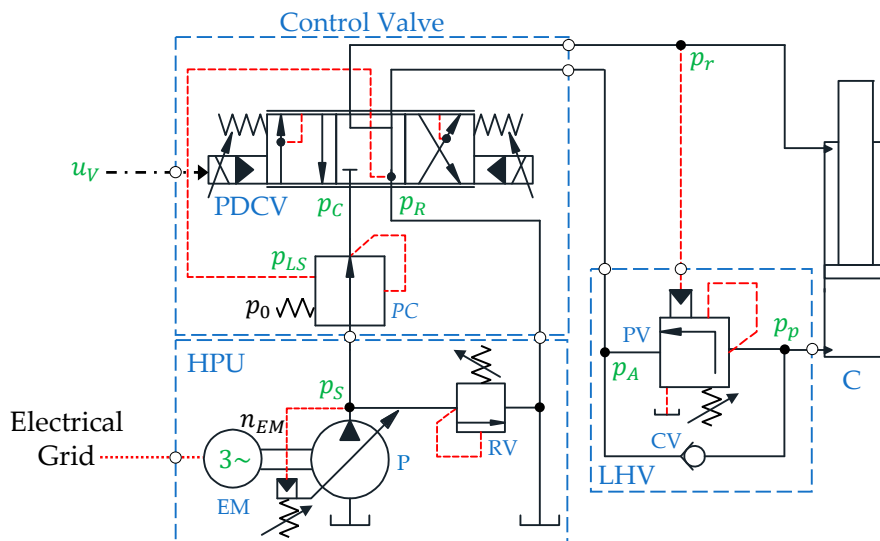 Control Valve
p_r
u_V
PDCV
p_C
p_R
p_LS
p_0
PC
PV
p_p
p_A
C
HPU
p_S
Electrical
Grid
n_EM
3~
P
RV
EM
CV
LHV